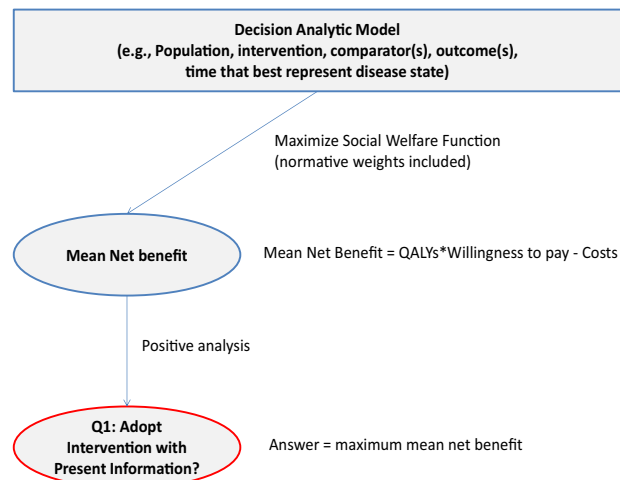 Decision Analytic Model
(e.g., Population, intervention, comparator(s), outcome(s),
time that best represent disease state)
Maximize Social Welfare Function
(normative weights included)
Mean Net benefit
Mean Net Benefit = QALYs*Willingness to pay - Costs
Positive analysis
Q1: Adopt
Intervention with
Present Information?
Answer = maximum mean net benefit